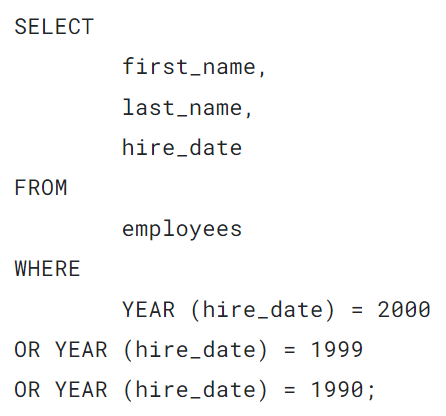 SELECT
first_name,
last_name,
hire_date
FROM
employees
WHERE
YEAR (hire_date) = 2000
OR YEAR (hire_date) = 1999
OR YEAR (hire_date) = 1990;